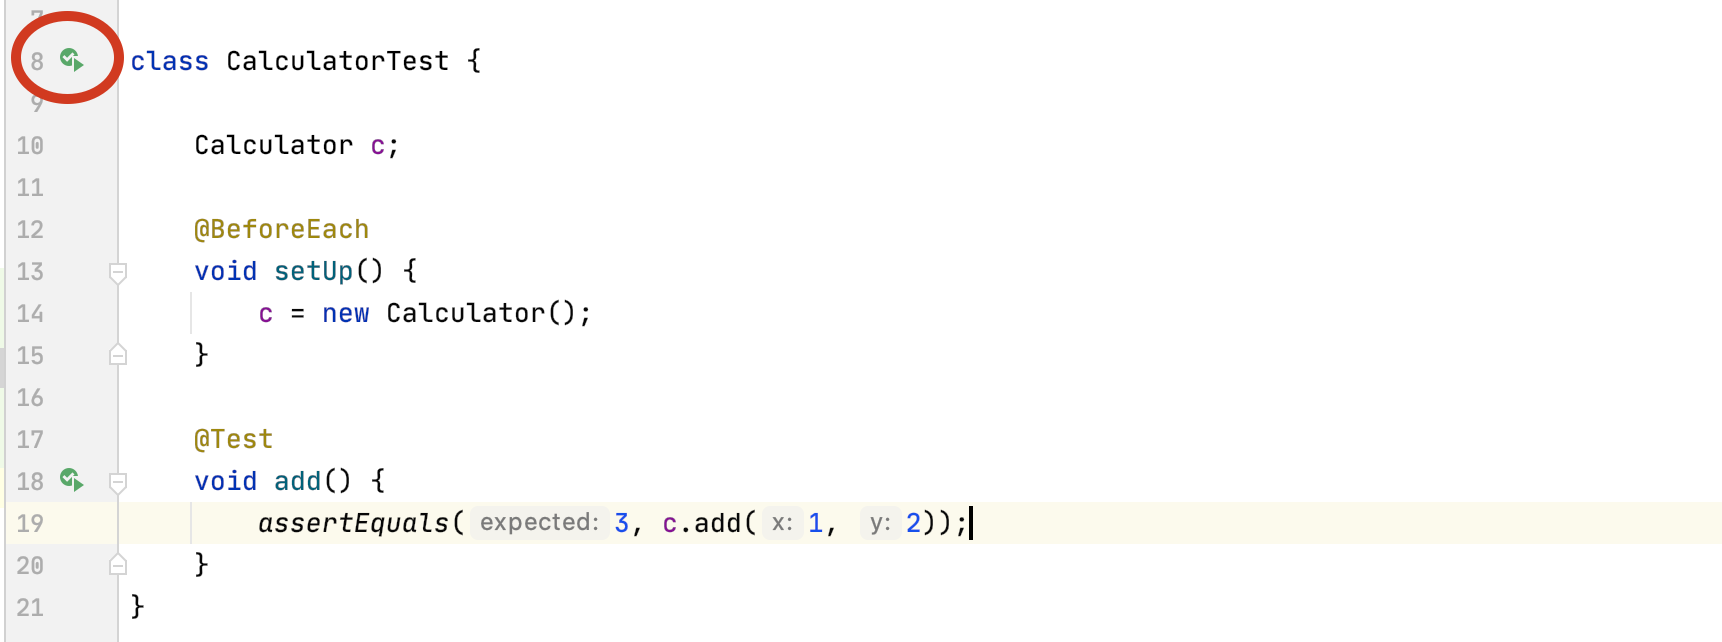 7
8 class CalculatorTest {
9
10 Calculator c;
11
12 @BeforeEach
13 void setUp() {
14 c = new Calculator();
15 }
16
17 @Test
18 void add() {
19 assertEquals( expected: 3, c.add( x: 1, y: 2));
20 }
21 }